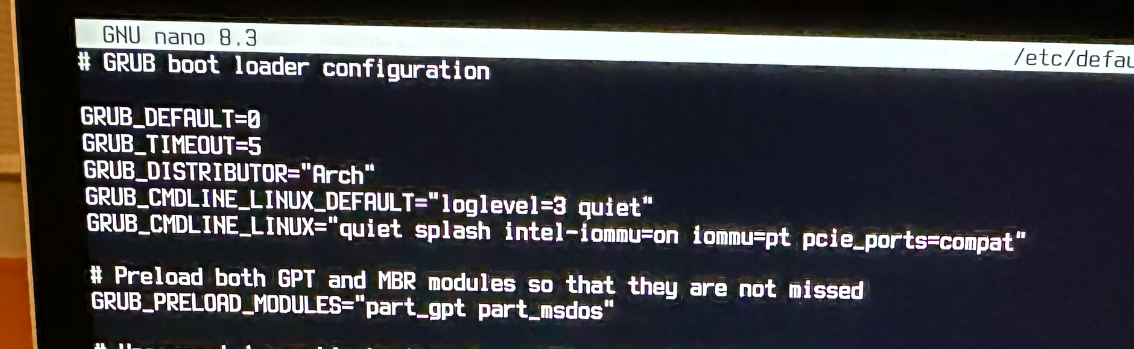 GNU nano 8.3
/etc/defau
# GRUB boot loader configuration
GRUB_DEFAULT=0
GRUB_TIMEOUT=5
GRUB_DISTRIBUTOR="Arch"
GRUB_CMDLINE_LINUX_DEFAULT="loglevel=3 quiet"
GRUB_CMDLINE_LINUX="quiet splash intel-iommu=on iommu=pt pcie_ports=compat"
# Preload both GPT and MBR modules so that they are not missed
GRUB_PRELOAD_MODULES="part_gpt part_msdos"